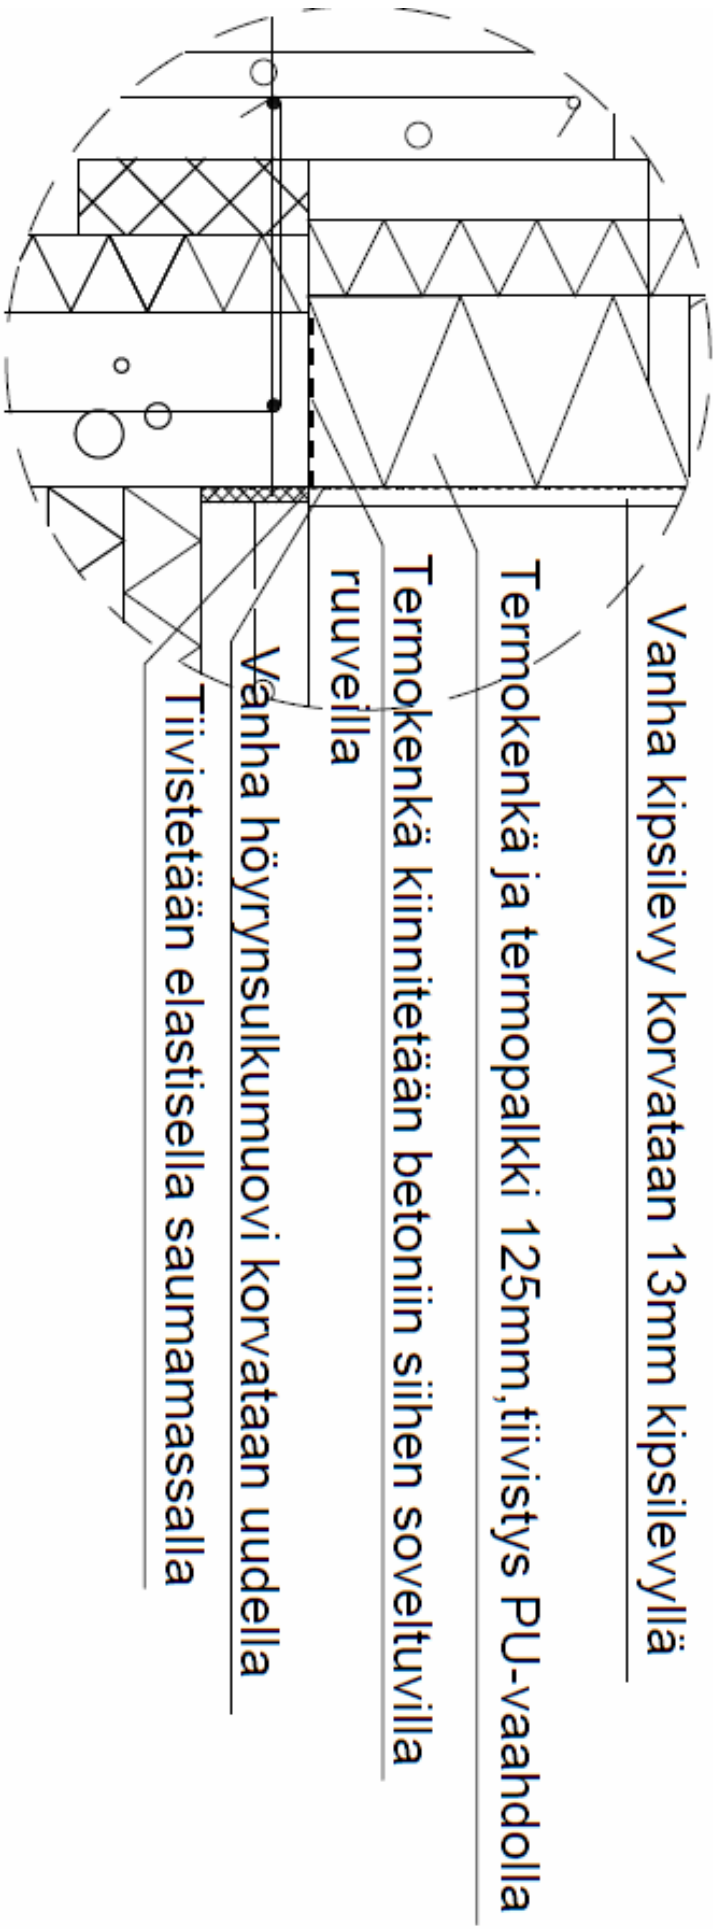 Vanha kipsilevy korvataan 13mm kipsilevyllä
Termokenkä ja termopalkki 125mm,tiivistys PU-vaahdolla
Termokenkä kiinnitetään betoniin siihen soveltuvilla
ruuveilla
Vanha höyrynsulkumuovi korvataan uudella
Tiivistetään elastisella saumamassalla